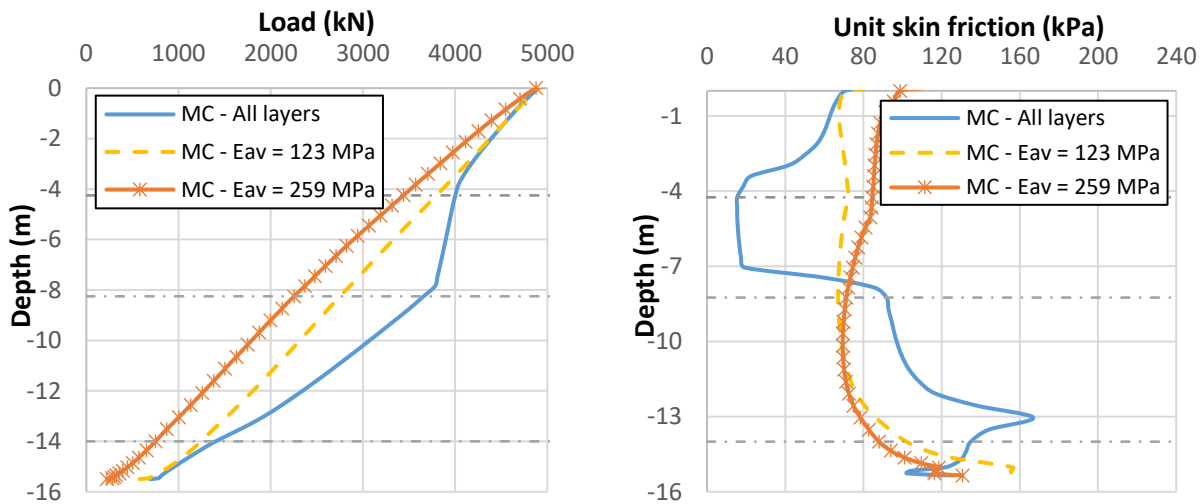 Load (kN)
0 1000 2000 3000 4000 5000
0
-2
-4
-6
-8
-10
-12
-14
-16
Depth (m)
MC - All layers
MC - Eav = 123 MPa
MC - Eav = 259 MPa
Unit skin friction (kPa)
0 40 80 120 160 200 240
-1
-4
-7
-10
-13
-16
Depth (m)
MC - All layers
MC - Eav = 123 MPa
MC - Eav = 259 MPa